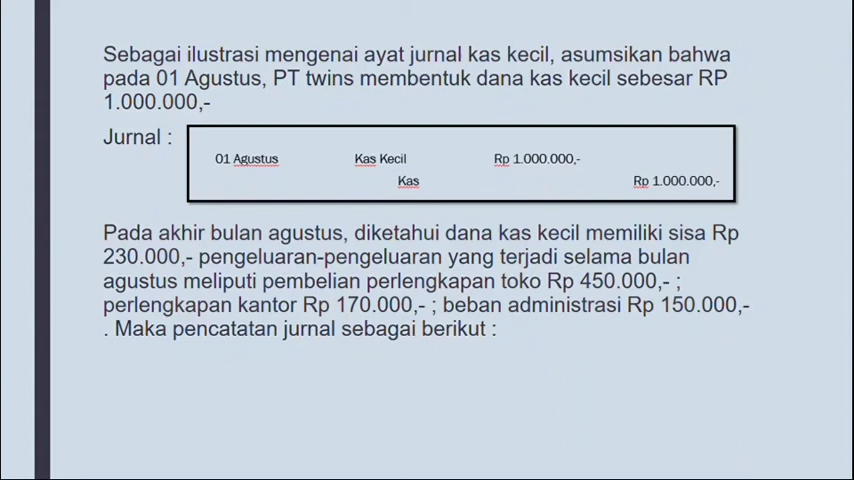 Sebagai ilustrasi mengenai ayat jurnal kas kecil, asumsikan bahwa
pada 01 Agustus, PT twins membentuk dana kas kecil sebesar RP
1.000.000,-
Jurnal :
01 Agustus Kas Kecil Rp 1.000.000,-
Kas Rp 1.000.000,-
Pada akhir bulan agustus, diketahui dana kas kecil memiliki sisa Rp
230.000,- pengeluaran-pengeluaran yang terjadi selama bulan
agustus meliputi pembelian perlengkapan toko Rp 450.000,- ;
perlengkapan kantor Rp 170.000,- ; beban administrasi Rp 150.000,-
. Maka pencatatan jurnal sebagai berikut :